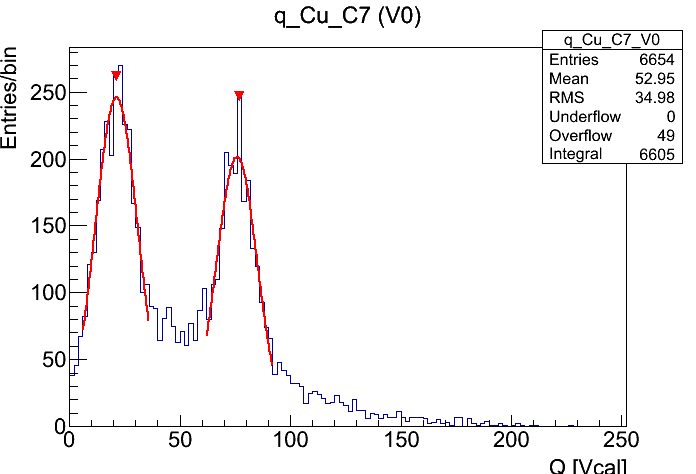 q_Cu_C7 (V0)
q_Cu_C7_V0
Entries 6654
Mean 52.95
RMS 34.98
Underflow 0
Overflow 49
Integral 6605
Entries/bin
250
200
150
100
50
0
0 50 100 150 200 250
Q [Vcal]